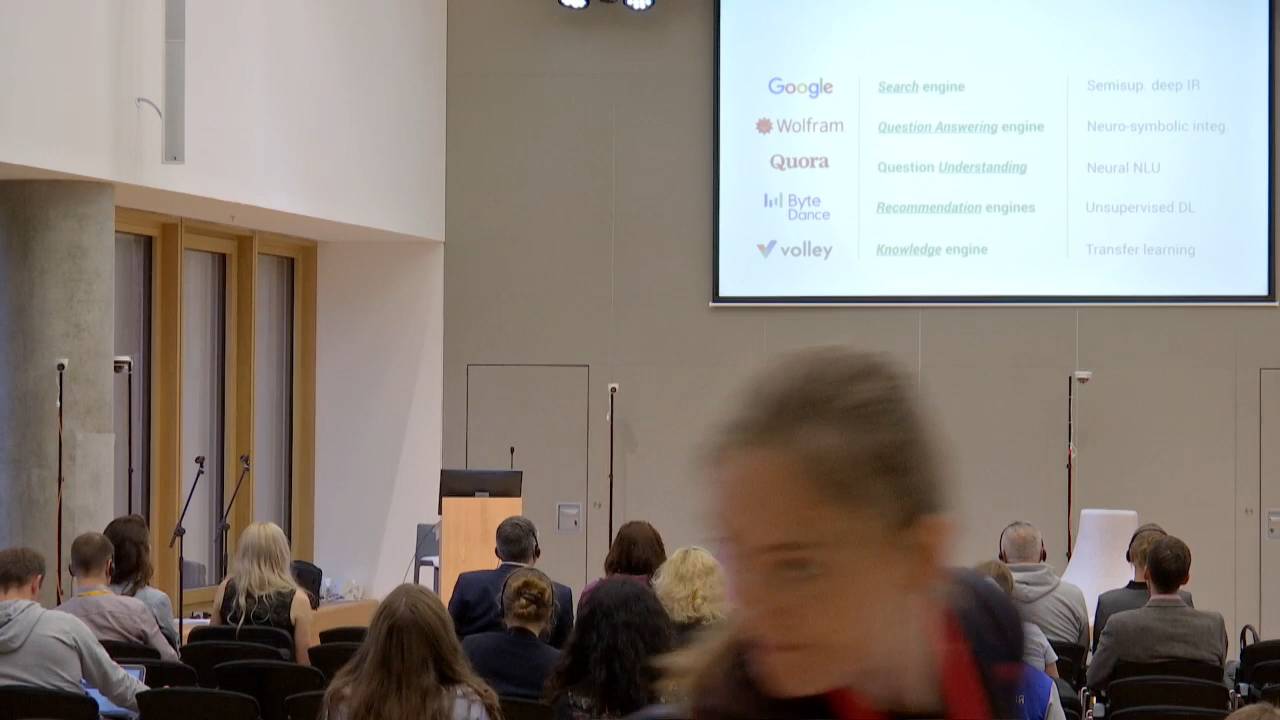 Google Search engine Semisup. deep IR
Wolfram Question Answering engine Neuro-symbolic integ.
Quora Question Understanding Neural NLU
Byte Dance Recommendation engines Unsupervised DL
volley Knowledge engine Transfer learning